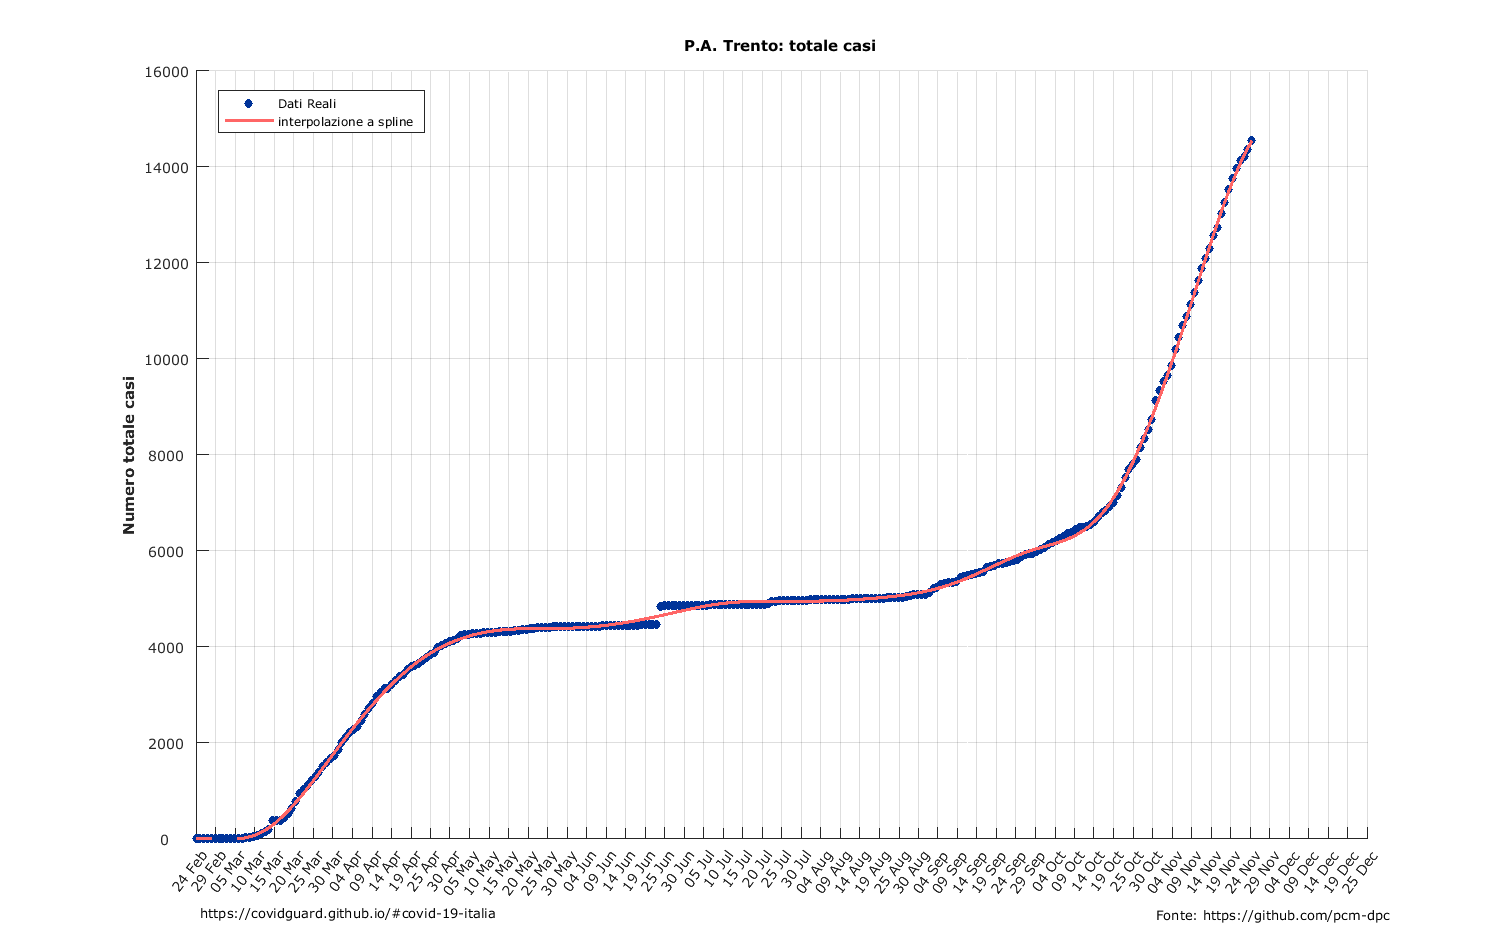 P.A. Trento: totale casi
16000
14000
12000
10000
8000
6000
4000
2000
0
Numero totale casi
Dati Reali
interpolazione a spline
24 Feb
29 Feb
05 Mar
10 Mar
15 Mar
20 Mar
25 Mar
30 Mar
04 Apr
09 Apr
14 Apr
19 Apr
25 Apr
30 Apr
05 May
10 May
15 May
20 May
25 May
30 May
04 Jun
09 Jun
14 Jun
19 Jun
25 Jun
30 Jun
05 Jul
10 Jul
15 Jul
20 Jul
25 Jul
30 Jul
04 Aug
09 Aug
14 Aug
19 Aug
25 Aug
30 Aug
04 Sep
09 Sep
14 Sep
19 Sep
24 Sep
29 Sep
04 Oct
09 Oct
14 Oct
19 Oct
25 Oct
30 Oct
04 Nov
09 Nov
14 Nov
19 Nov
24 Nov
29 Nov
04 Dec
09 Dec
14 Dec
19 Dec
25 Dec
https://covidguard.github.io/#covid-19-italia
Fonte: https://github.com/pcm-dpc